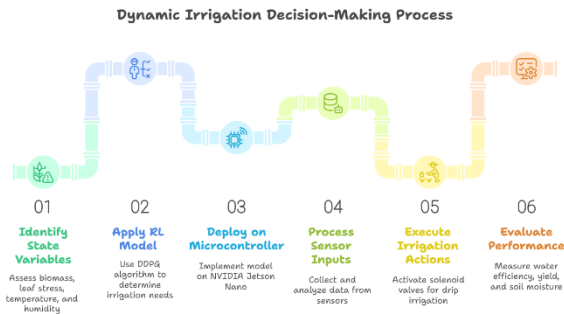 Dynamic Irrigation Decision-Making Process
01
Identify
State
Variables
Assess biomass,
leaf stress,
temperature, and
humidity
02
Apply RL
Model
Use DDPG
algorithm to
determine
irrigation needs
03
Deploy on
Microcontroller
Implement model
on NVIDIA Jetson
Nano
04
Process
Sensor
Inputs
Collect and
analyze data from
sensors
05
Execute
Irrigation
Actions
Activate solenoid
valves for drip
irrigation
06
Evaluate
Performance
Measure water
efficiency, yield,
and soil moisture